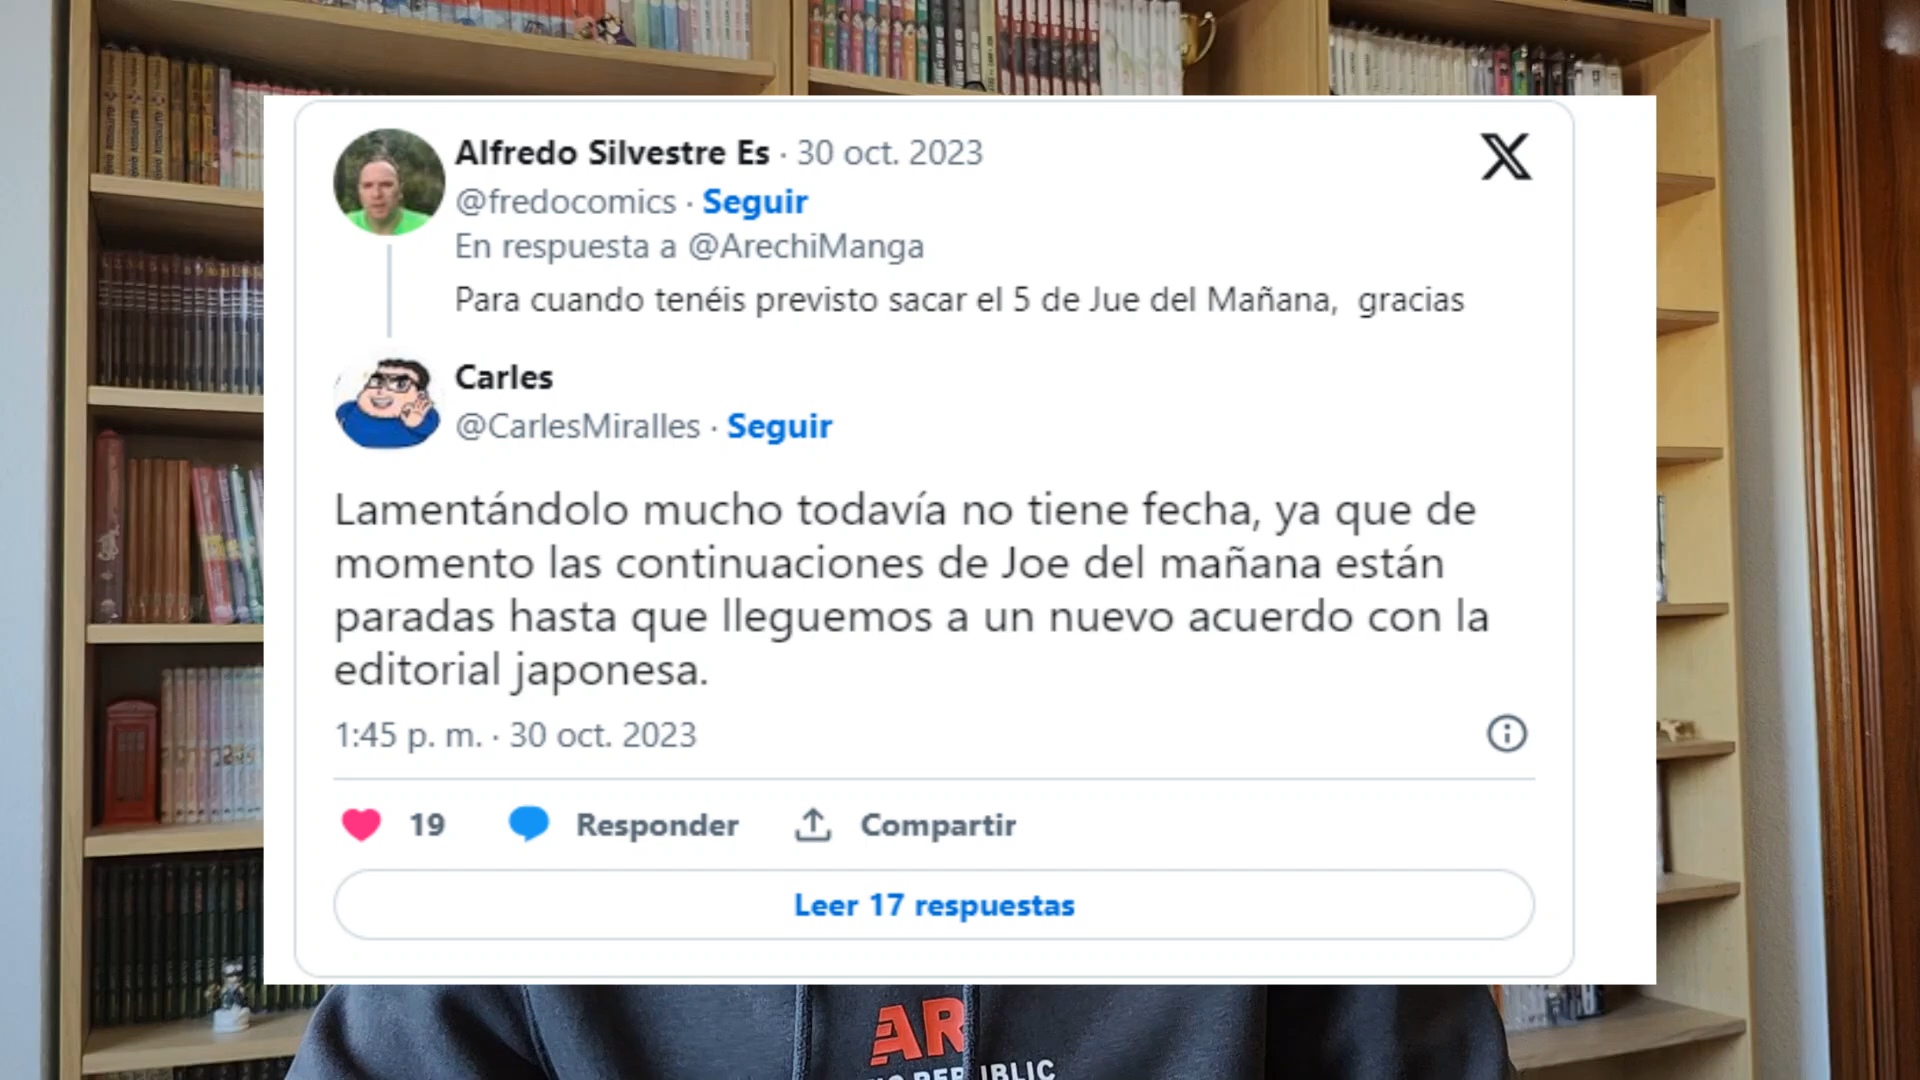 Alfredo Silvestre Es · 30 oct. 2023
@fredocomics · Seguir
En respuesta a @ArechiManga
Para cuando tenéis previsto sacar el 5 de Jue del Mañana, gracias
Carles
@CarlesMiralles · Seguir
Lamentándolo mucho todavía no tiene fecha, ya que de
momento las continuaciones de Joe del mañana están
paradas hasta que lleguemos a un nuevo acuerdo con la
editorial japonesa.
1:45 p. m. · 30 oct. 2023
19 Responder Compartir
Leer 17 respuestas
AR